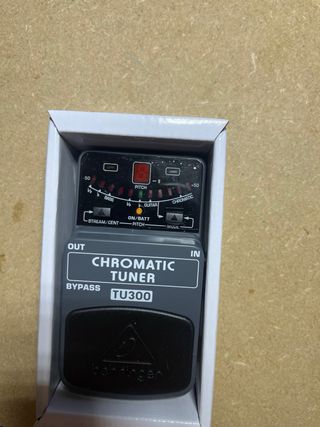 -50
+50
PITCH
BASS
GUITAR
CHROMATIC
STREAM/CENT
ON/BATT
PITCH
OUT
IN
CHROMATIC
TUNER
BYPASS
TU300
behringer